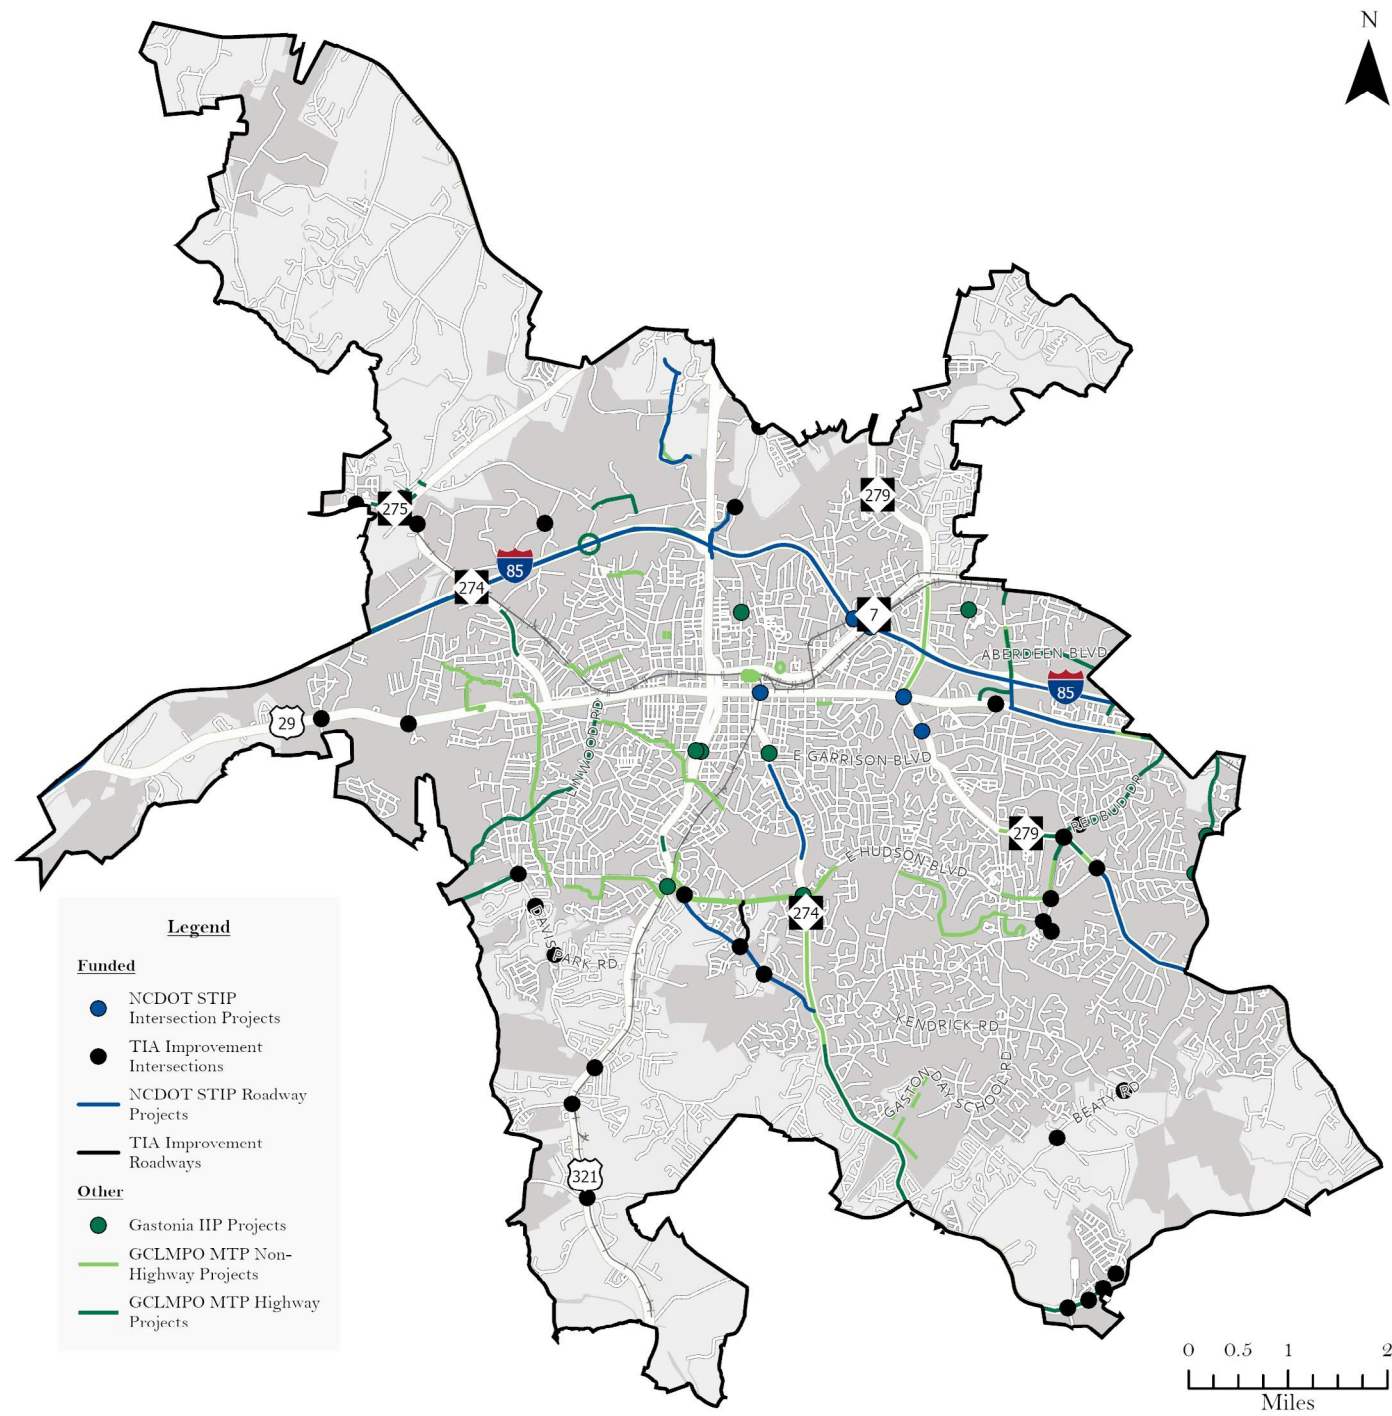 N
279
275
85
274
7
ABERDEEN BLVD
85
29
LINWOOD RD
E GARRISON BLVD
REDBUD DR
279
E HUDSON BLVD
274
DAVIS PARK RD
KENDRICK RD
GASTON DAY SCHOOL RD
BEATY RD
321
Legend
Funded
NCDOT STIP
Intersection Projects
TIA Improvement
Intersections
NCDOT STIP Roadway
Projects
TIA Improvement
Roadways
Other
Gastonia IIP Projects
GCLMPO MTP Non-
Highway Projects
GCLMPO MTP Highway
Projects
0 0.5 1 2
Miles